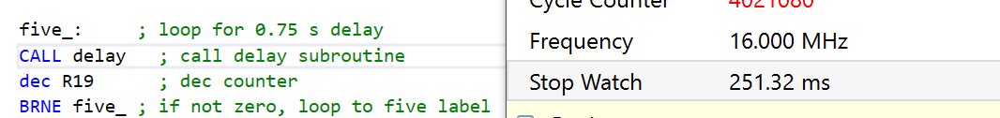 five_:     ; loop for 0.75 s delay
CALL delay   ; call delay subroutine
dec R19      ; dec counter
BRNE five_ ; if not zero, loop to five label
Cycle Counter 4021080
Frequency 16.000 MHz
Stop Watch 251.32 ms